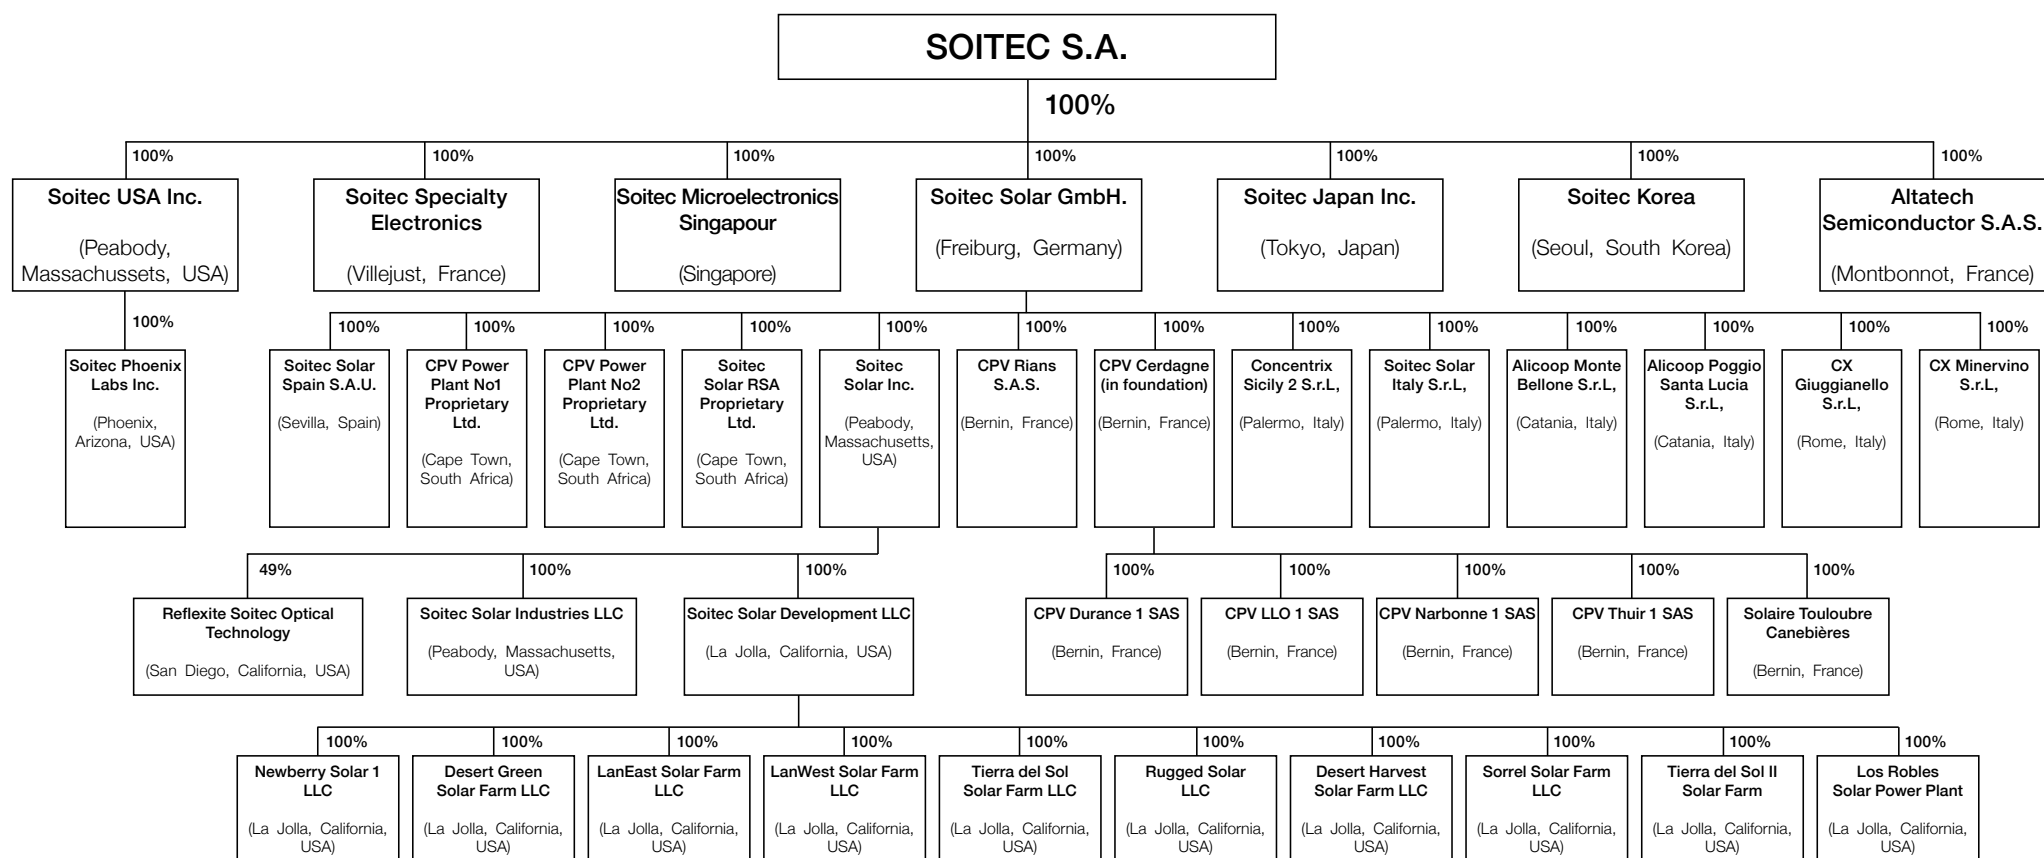 SOITEC S.A.
100%
100%
100%
100%
100%
100%
100%
100%
Soitec USA Inc.
(Peabody,
Massachussets, USA)
Soitec Specialty
Electronics
(Villejust, France)
Soitec Microelectronics
Singapour
(Singapore)
Soitec Solar GmbH.
(Freiburg, Germany)
Soitec Japan Inc.
(Tokyo, Japan)
Soitec Korea
(Seoul, South Korea)
Altatech
Semiconductor S.A.S.
(Montbonnot, France)
100%
100%
100%
100%
100%
100%
100%
100%
100%
100%
100%
100%
100%
100%
Soitec Phoenix
Labs Inc.
(Phoenix,
Arizona, USA)
Soitec Solar
Spain S.A.U.
(Sevilla, Spain)
CPV Power
Plant No1
Proprietary
Ltd.
(Cape Town,
South Africa)
CPV Power
Plant No2
Proprietary
Ltd.
(Cape Town,
South Africa)
Soitec
Solar RSA
Proprietary
Ltd.
(Cape Town,
South Africa)
Soitec
Solar Inc.
(Peabody,
Massachusetts,
USA)
CPV Rians
S.A.S.
(Bernin, France)
CPV Cerdagne
(in foundation)
(Bernin, France)
Concentrix
Sicily 2 S.r.L,
(Palermo, Italy)
Soitec Solar
Italy S.r.L,
(Palermo, Italy)
Alicoop Monte
Bellone S.r.L,
(Catania, Italy)
Alicoop Poggio
Santa Lucia
S.r.L,
(Catania, Italy)
CX
Giuggianello
S.r.L,
(Rome, Italy)
CX Minervino
S.r.L,
(Rome, Italy)
49%
100%
100%
100%
100%
100%
100%
100%
Reflexite Soitec Optical
Technology
(San Diego, California, USA)
Soitec Solar Industries LLC
(Peabody, Massachusetts,
USA)
Soitec Solar Development LLC
(La Jolla, California, USA)
CPV Durance 1 SAS
(Bernin, France)
CPV LLO 1 SAS
(Bernin, France)
CPV Narbonne 1 SAS
(Bernin, France)
CPV Thuir 1 SAS
(Bernin, France)
Solaire Touloubre
Canebières
(Bernin, France)
100%
100%
100%
100%
100%
100%
100%
100%
100%
100%
Newberry Solar 1
LLC
(La Jolla, California,
USA)
Desert Green
Solar Farm LLC
(La Jolla, California,
USA)
LanEast Solar Farm
LLC
(La Jolla, California,
USA)
LanWest Solar Farm
LLC
(La Jolla, California,
USA)
Tierra del Sol
Solar Farm LLC
(La Jolla, California,
USA)
Rugged Solar
LLC
(La Jolla, California,
USA)
Desert Harvest
Solar Farm LLC
(La Jolla, California,
USA)
Sorrel Solar Farm
LLC
(La Jolla, California,
USA)
Tierra del Sol II
Solar Farm
(La Jolla, California,
USA)
Los Robles
Solar Power Plant
(La Jolla, California,
USA)